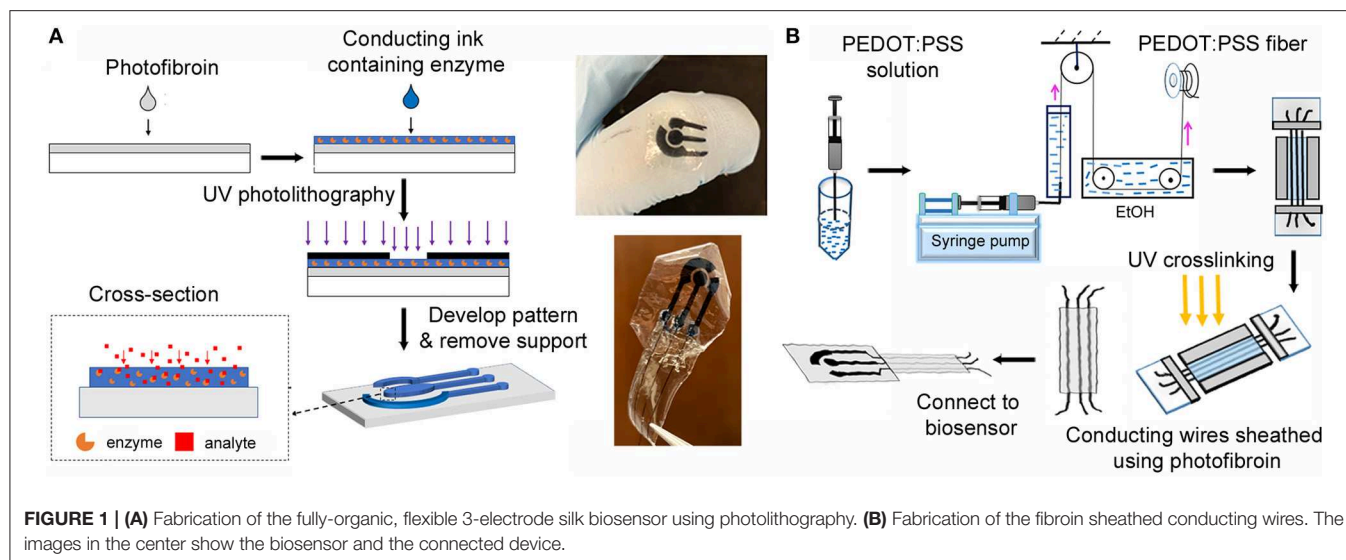 A
Photofibroin
Conducting ink
containing enzyme
UV photolithography
Cross-section
Develop pattern
& remove support
enzyme
analyte
B
PEDOT:PSS
solution
PEDOT:PSS fiber
Syringe pump
EtOH
UV crosslinking
Connect to
biosensor
Conducting wires sheathed
using photofibroin
FIGURE 1 | (A) Fabrication of the fully-organic, flexible 3-electrode silk biosensor using photolithography. (B) Fabrication of the fibroin sheathed conducting wires. The
images in the center show the biosensor and the connected device.